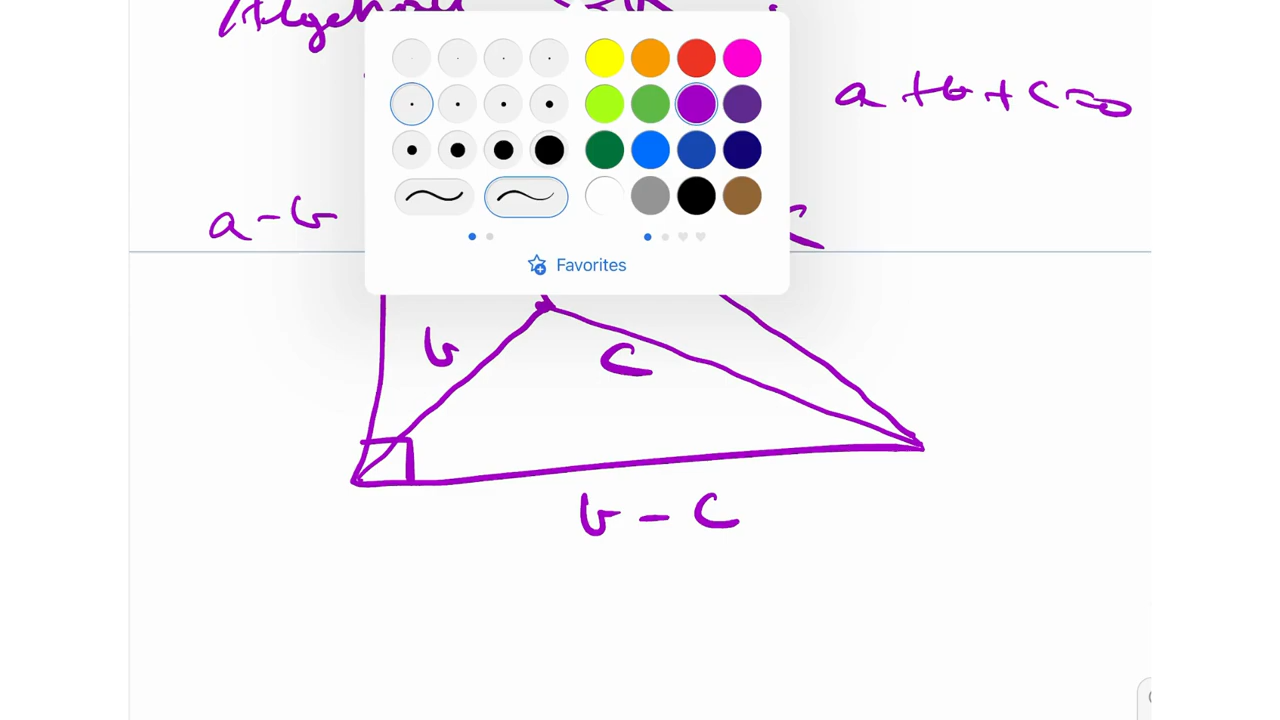 a + b + c = 0
a - b
c
Favorites
b
c
b - c